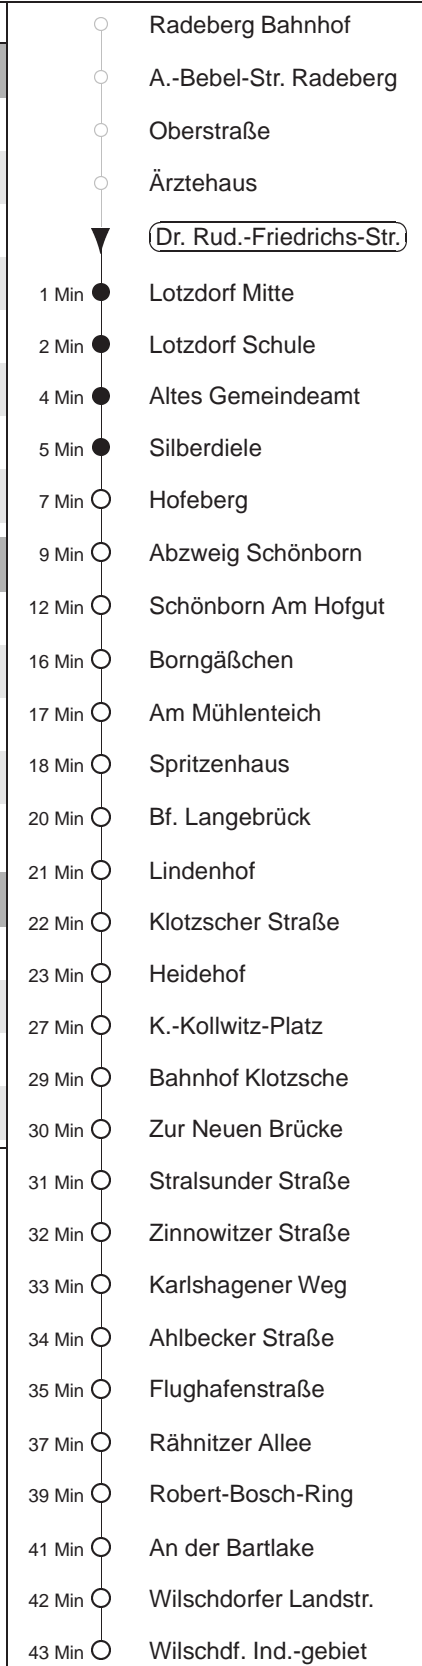 Radeberg Bahnhof
A.-Bebel-Str. Radeberg
Oberstraße
Ärztehaus
Dr. Rud.-Friedrichs-Str.
1 Min Lotzdorf Mitte
2 Min Lotzdorf Schule
4 Min Altes Gemeindeamt
5 Min Silberdiele
7 Min Hofeberg
9 Min Abzweig Schönborn
12 Min Schönborn Am Hofgut
16 Min Borngäßchen
17 Min Am Mühlenteich
18 Min Spritzenhaus
20 Min Bf. Langebrück
21 Min Lindenhof
22 Min Klotzscher Straße
23 Min Heidehof
27 Min K.-Kollwitz-Platz
29 Min Bahnhof Klotzsche
30 Min Zur Neuen Brücke
31 Min Stralsunder Straße
32 Min Zinnowitzer Straße
33 Min Karlshagener Weg
34 Min Ahlbecker Straße
35 Min Flughafenstraße
37 Min Rähnitzer Allee
39 Min Robert-Bosch-Ring
41 Min An der Bartlake
42 Min Wilschdorfer Landstr.
43 Min Wilschdf. Ind.-gebiet